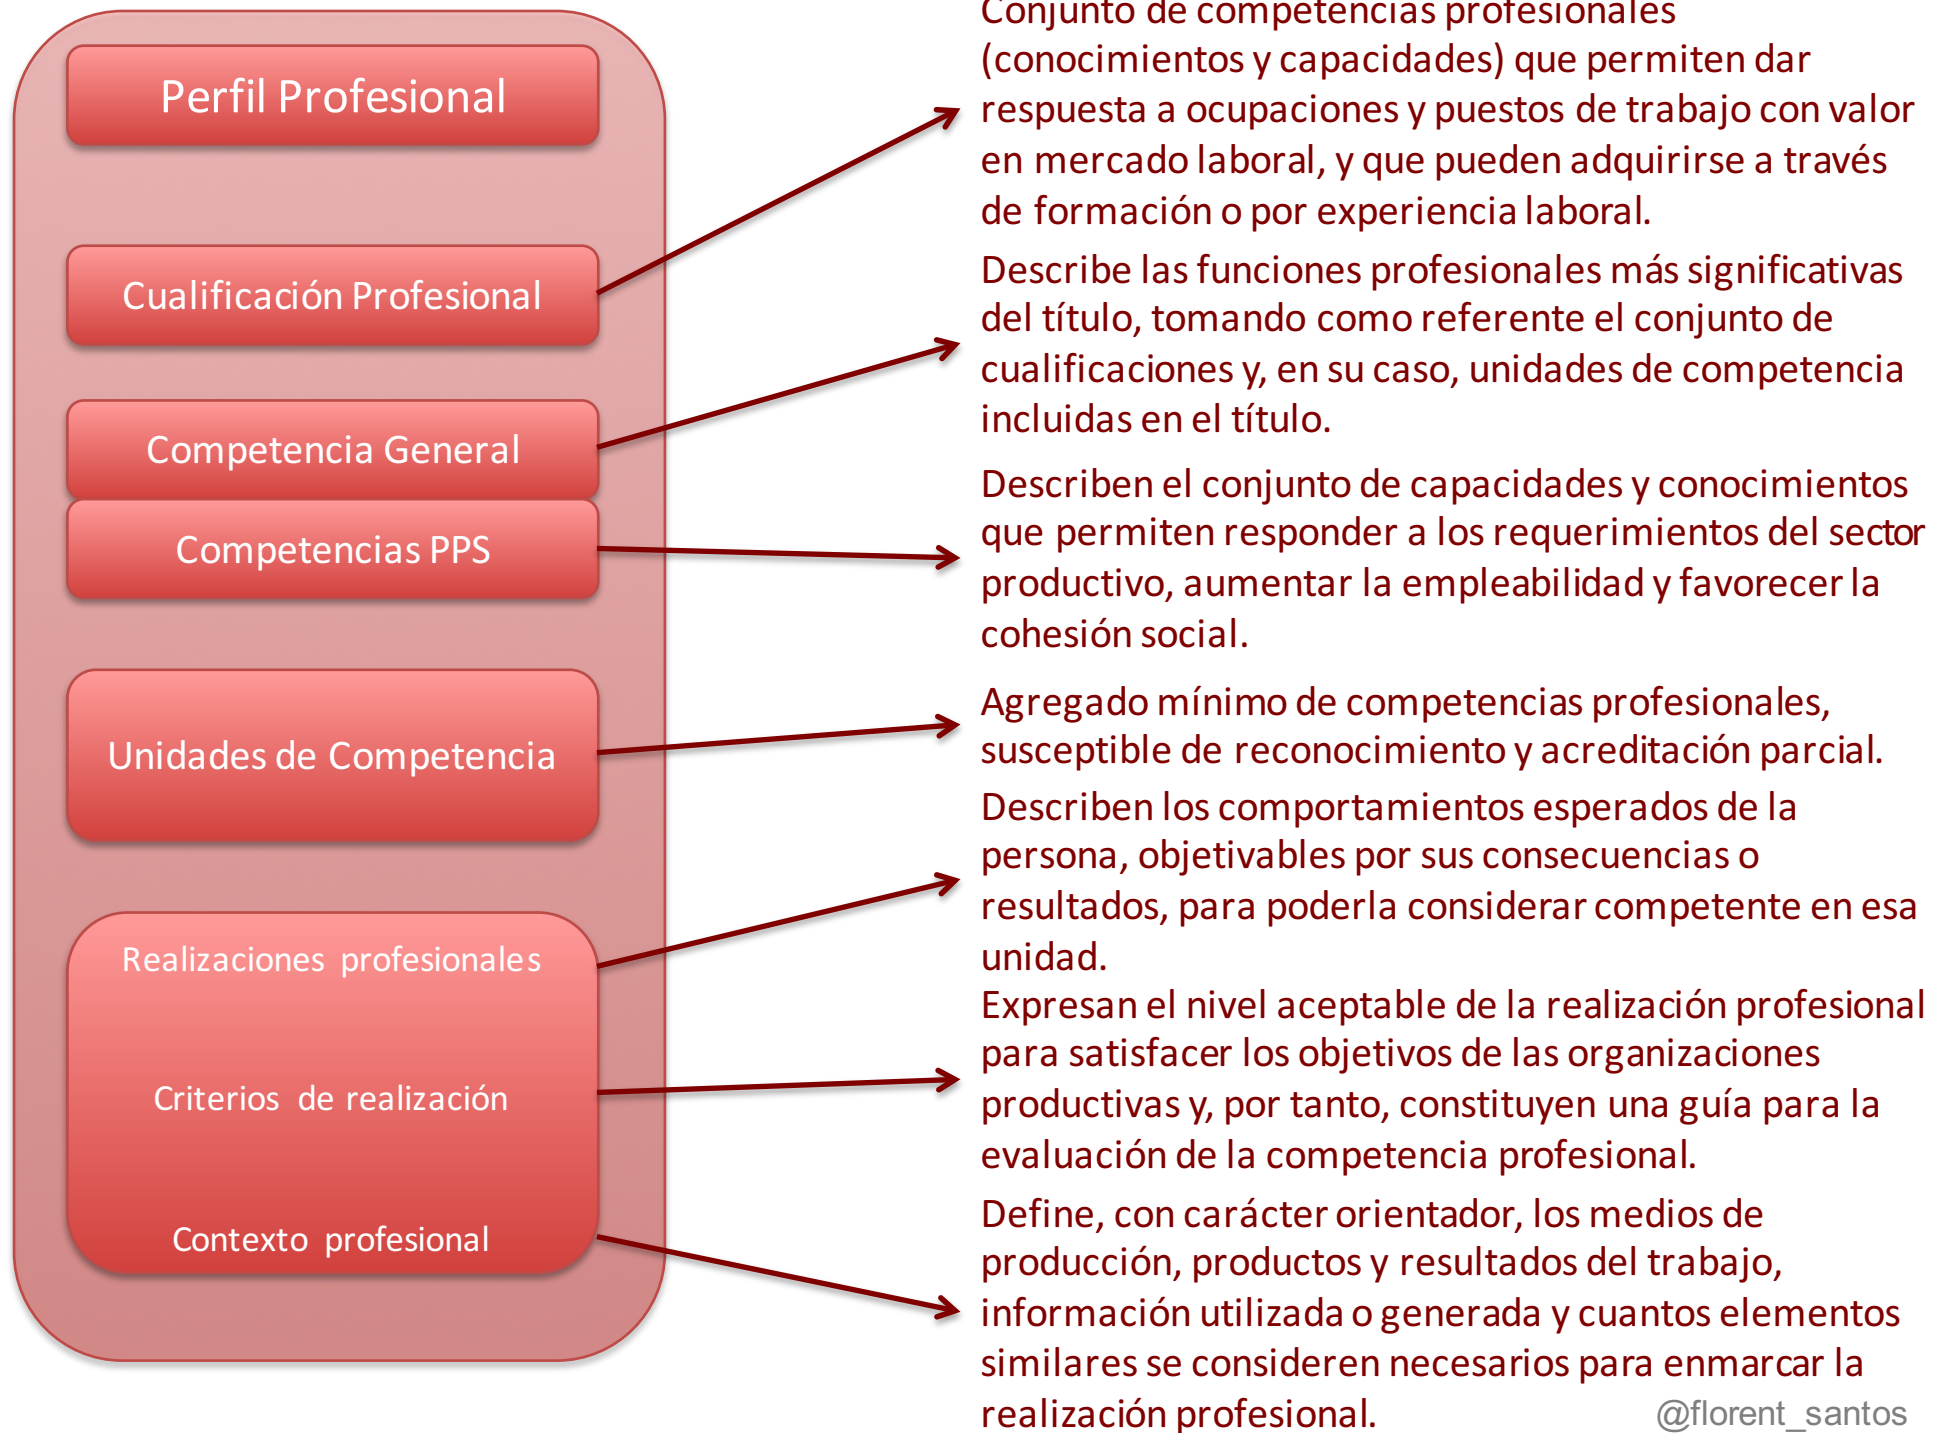 Perfil Profesional
Cualificación Profesional
Competencia General
Competencias PPS
Unidades de Competencia
Realizaciones profesionales
Criterios de realización
Contexto profesional
Conjunto de competencias profesionales
(conocimientos y capacidades) que permiten dar
respuesta a ocupaciones y puestos de trabajo con valor
en mercado laboral, y que pueden adquirirse a través
de formación o por experiencia laboral.
Describe las funciones profesionales más significativas
del título, tomando como referente el conjunto de
cualificaciones y, en su caso, unidades de competencia
incluidas en el título.
Describen el conjunto de capacidades y conocimientos
que permiten responder a los requerimientos del sector
productivo, aumentar la empleabilidad y favorecer la
cohesión social.
Agregado mínimo de competencias profesionales,
susceptible de reconocimiento y acreditación parcial.
Describen los comportamientos esperados de la
persona, objetivables por sus consecuencias o
resultados, para poderla considerar competente en esa
unidad.
Expresan el nivel aceptable de la realización profesional
para satisfacer los objetivos de las organizaciones
productivas y, por tanto, constituyen una guía para la
evaluación de la competencia profesional.
Define, con carácter orientador, los medios de
producción, productos y resultados del trabajo,
información utilizada o generada y cuantos elementos
similares se consideren necesarios para enmarcar la
realización profesional.
@florent_santos